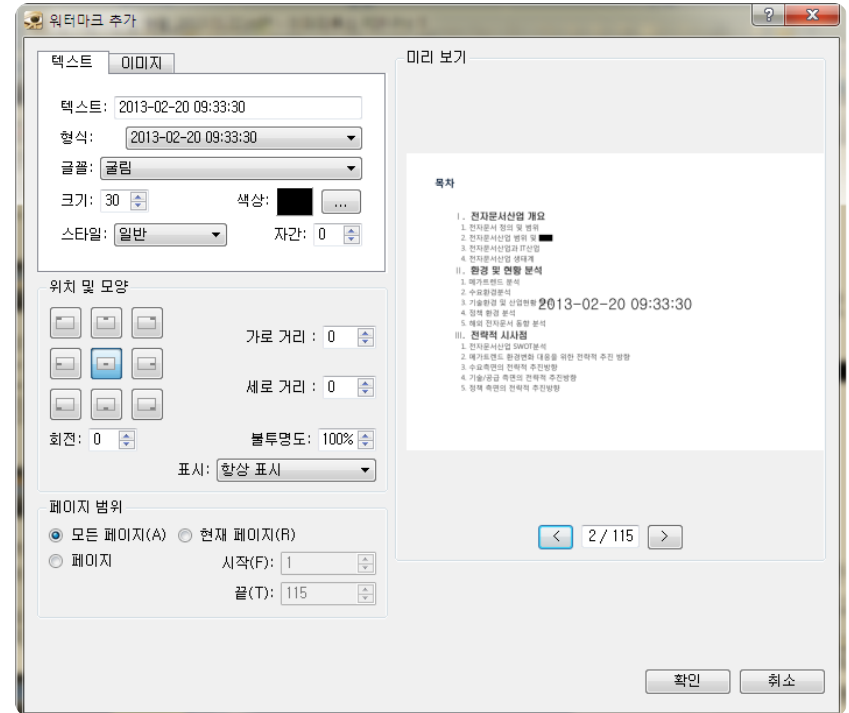 워터마크 추가
텍스트 이미지
텍스트: 2013-02-20 09:33:30
형식: 2013-02-20 09:33:30
글꼴: 굴림
크기: 30 색상: ...
스타일: 일반 자간: 0
위치 및 모양
가로 거리 : 0
세로 거리 : 0
회전: 0 불투명도: 100%
표시: 항상 표시
페이지 범위
모든 페이지(A) 현재 페이지(R)
페이지 시작(F): 1
끝(T): 115
미리 보기
목차
Ⅰ. 전자문서산업 개요
1. 전자문서 정의 및 범위
2. 전자문서산업 범위 및
3. 전자문서산업과 IT산업
4. 전자문서산업 생태계
Ⅱ. 환경 및 현황 분석
1. 메가트렌드 분석
2. 수요환경분석
3. 기술환경 및 산업현황
2013-02-20 09:33:30
4. 정책 환경 분석
5. 해외 전자문서 동향 분석
Ⅲ. 전략적 시사점
1. 전자문서산업 SWOT분석
2. 메가트렌드 환경변화 대응을 위한 전략적 추진 방향
3. 수요측면의 전략적 추진방향
4. 기술/공급 측면의 전략적 추진방향
5. 정책 측면의 전략적 추진방향
< 2 / 115 >
확인 취소